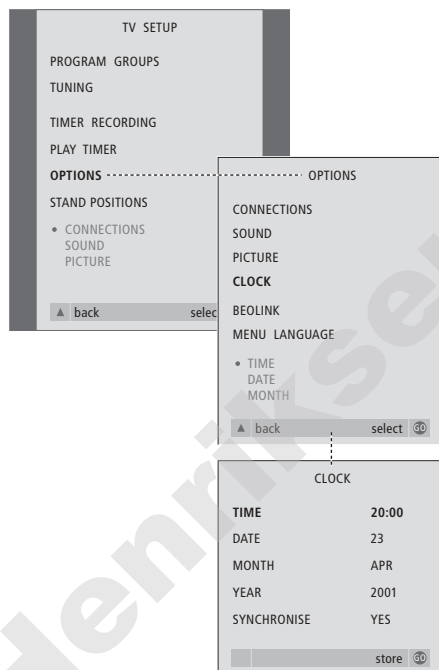 TV SETUP
PROGRAM GROUPS
TUNING
TIMER RECORDING
PLAY TIMER
OPTIONS
STAND POSITIONS
• CONNECTIONS
SOUND
PICTURE
▲ back selec
OPTIONS
CONNECTIONS
SOUND
PICTURE
CLOCK
BEOLINK
MENU LANGUAGE
• TIME
DATE
MONTH
▲ back select GO
CLOCK
TIME 20:00
DATE 23
MONTH APR
YEAR 2001
SYNCHRONISE YES
store GO
denriksen